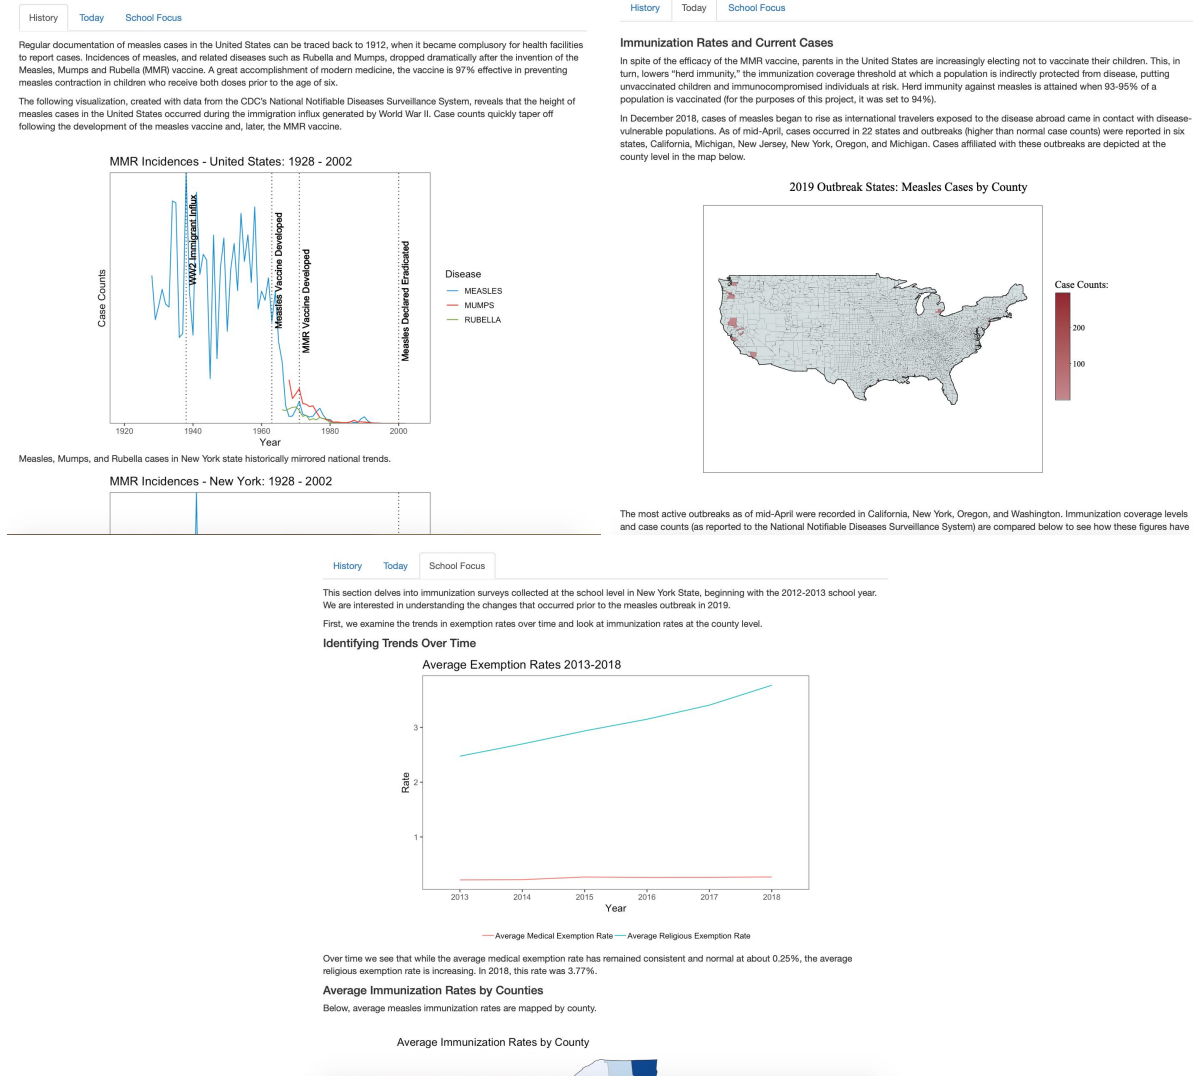 History Today School Focus
Regular documentation of measles cases in the United States can be traced back to 1912, when it became complusory for health facilities
to report cases. Incidences of measles, and related diseases such as Rubella and Mumps, dropped dramatically after the invention of the
Measles, Mumps and Rubella (MMR) vaccine. A great accomplishment of modern medicine, the vaccine is 97% effective in preventing
measles contraction in children who receive both doses prior to the age of six.
The following visualization, created with data from the CDC's National Notifiable Diseases Surveillance System, reveals that the height of
measles cases in the United States occurred during the immigration influx generated by World War II. Case counts quickly taper off
following the development of the measles vaccine and, later, the MMR vaccine.
MMR Incidences - United States: 1928 - 2002
Case Counts
WW2 Immigrant Influx
Measles Vaccine Developed
MMR Vaccine Developed
Measles Declared Eradicated
Disease
MEASLES
MUMPS
RUBELLA
1920 1940 1960 1980 2000
Year
Measles, Mumps, and Rubella cases in New York state historically mirrored national trends.
MMR Incidences - New York: 1928 - 2002
History Today School Focus
Immunization Rates and Current Cases
In spite of the efficacy of the MMR vaccine, parents in the United States are increasingly electing not to vaccinate their children. This, in
turn, lowers "herd immunity," the immunization coverage threshold at which a population is indirectly protected from disease, putting
unvaccinated children and immunocompromised individuals at risk. Herd immunity against measles is attained when 93-95% of a
population is vaccinated (for the purposes of this project, it was set to 94%).
In December 2018, cases of measles began to rise as international travelers exposed to the disease abroad came in contact with disease-
vulnerable populations. As of mid-April, cases occurred in 22 states and outbreaks (higher than normal case counts) were reported in six
states, California, Michigan, New Jersey, New York, Oregon, and Michigan. Cases affiliated with these outbreaks are depicted at the
county level in the map below.
2019 Outbreak States: Measles Cases by County
Case Counts:
200
100
The most active outbreaks as of mid-April were recorded in California, New York, Oregon, and Washington. Immunization coverage levels
and case counts (as reported to the National Notifiable Diseases Surveillance System) are compared below to see how these figures have
History Today School Focus
This section delves into immunization surveys collected at the school level in New York State, beginning with the 2012-2013 school year.
We are interested in understanding the changes that occurred prior to the measles outbreak in 2019.
First, we examine the trends in exemption rates over time and look at immunization rates at the county level.
Identifying Trends Over Time
Average Exemption Rates 2013-2018
Rate
3
2
1
2013 2014 2015 2016 2017 2018
Year
Average Medical Exemption Rate Average Religious Exemption Rate
Over time we see that while the average medical exemption rate has remained consistent and normal at about 0.25%, the average
religious exemption rate is increasing. In 2018, this rate was 3.77%.
Average Immunization Rates by Counties
Below, average measles immunization rates are mapped by county.
Average Immunization Rates by County